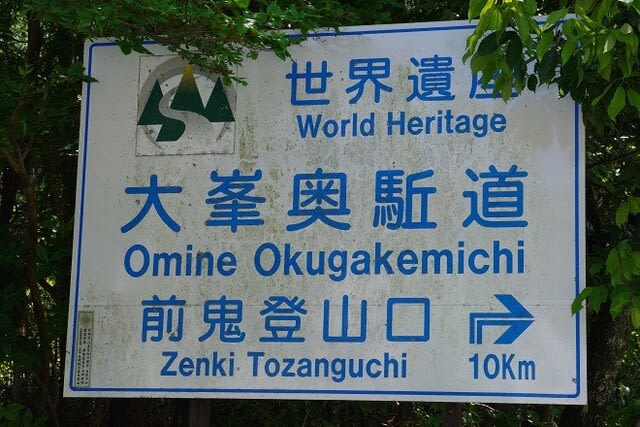 世界遺産
World Heritage
大峯奥駈道
Omine Okugakemichi
前鬼登山口
Zenki Tozanguchi
10Km